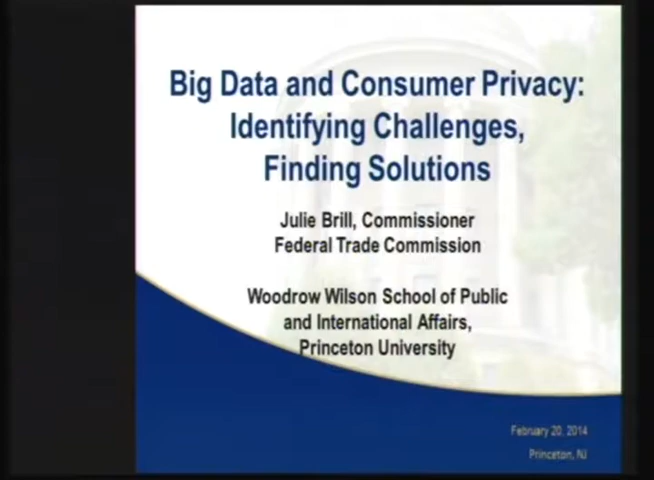 Big Data and Consumer Privacy:
Identifying Challenges,
Finding Solutions
Julie Brill, Commissioner
Federal Trade Commission
Woodrow Wilson School of Public
and International Affairs,
Princeton University
February 20, 2014
Princeton, NJ